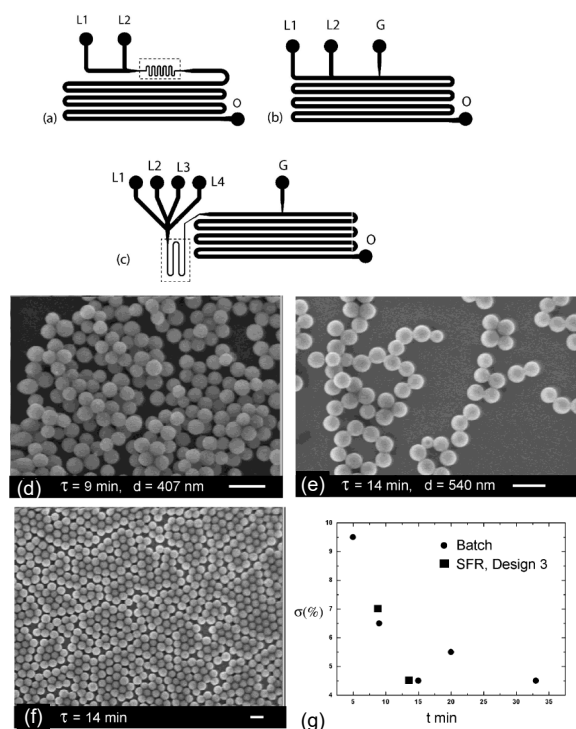 L1 L2
O
(a)
L1 L2 G
O
(b)
L1 L2 L3 L4
G
O
(c)
(d) τ = 9 min, d = 407 nm
(e) τ = 14 min, d = 540 nm
(f) τ = 14 min
10
9
8
7
6
5
4
σ(%)
Batch
SFR, Design 3
5 10 15 20 25 30 35
t min
(g)